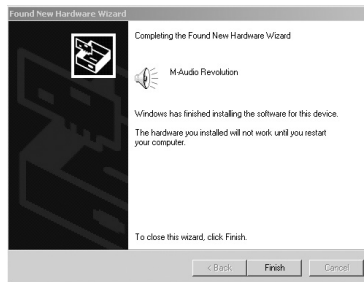 Found New Hardware Wizard
Completing the Found New Hardware Wizard
M-Audio Revolution
Windows has finished installing the software for this device.
The hardware you installed will not work until you restart
your computer.
To close this wizard, click Finish.
< Back
Finish
Cancel